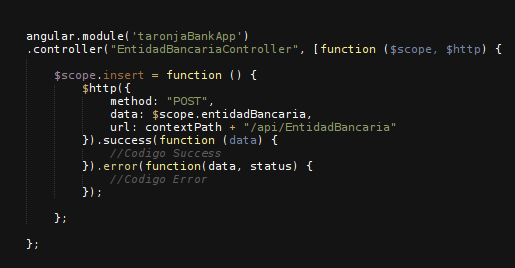 angular.module('taronjaBankApp')
.controller("EntidadBancariaController", [function ($scope, $http) {
$scope.insert = function () {
$http({
method: "POST",
data: $scope.entidadBancaria,
url: contextPath + "/api/EntidadBancaria"
}).success(function (data) {
//Codigo Success
}).error(function(data, status) {
//Codigo Error
});
};
};